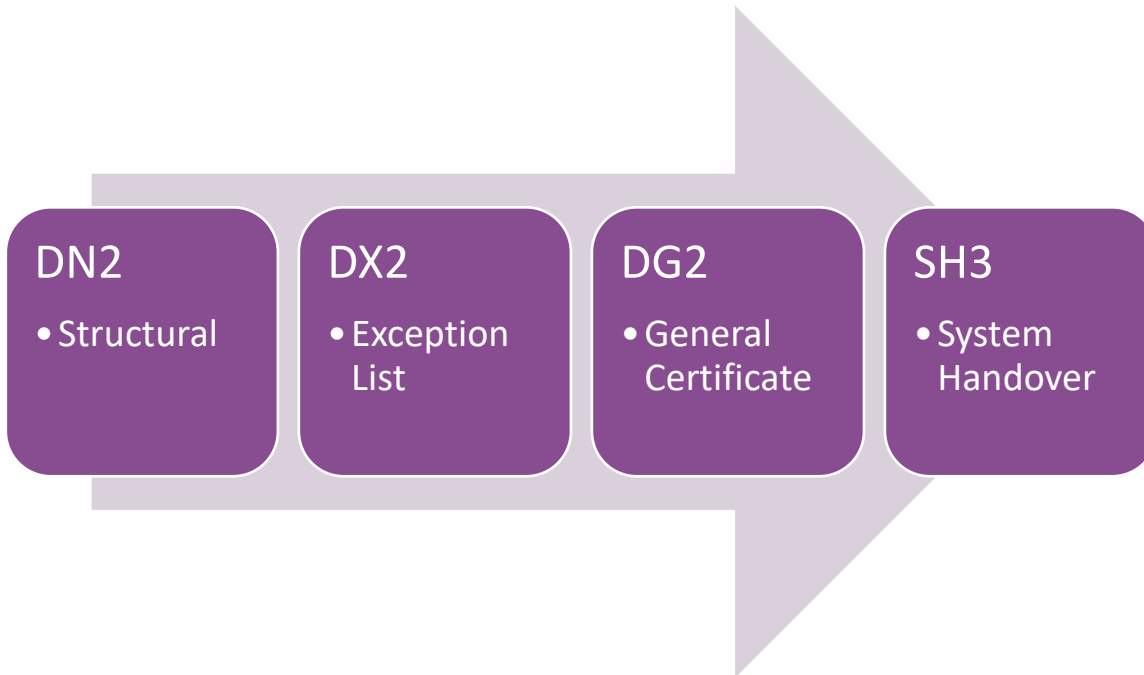 DN2
• Structural
DX2
• Exception
List
DG2
• General
Certificate
SH3
• System
Handover